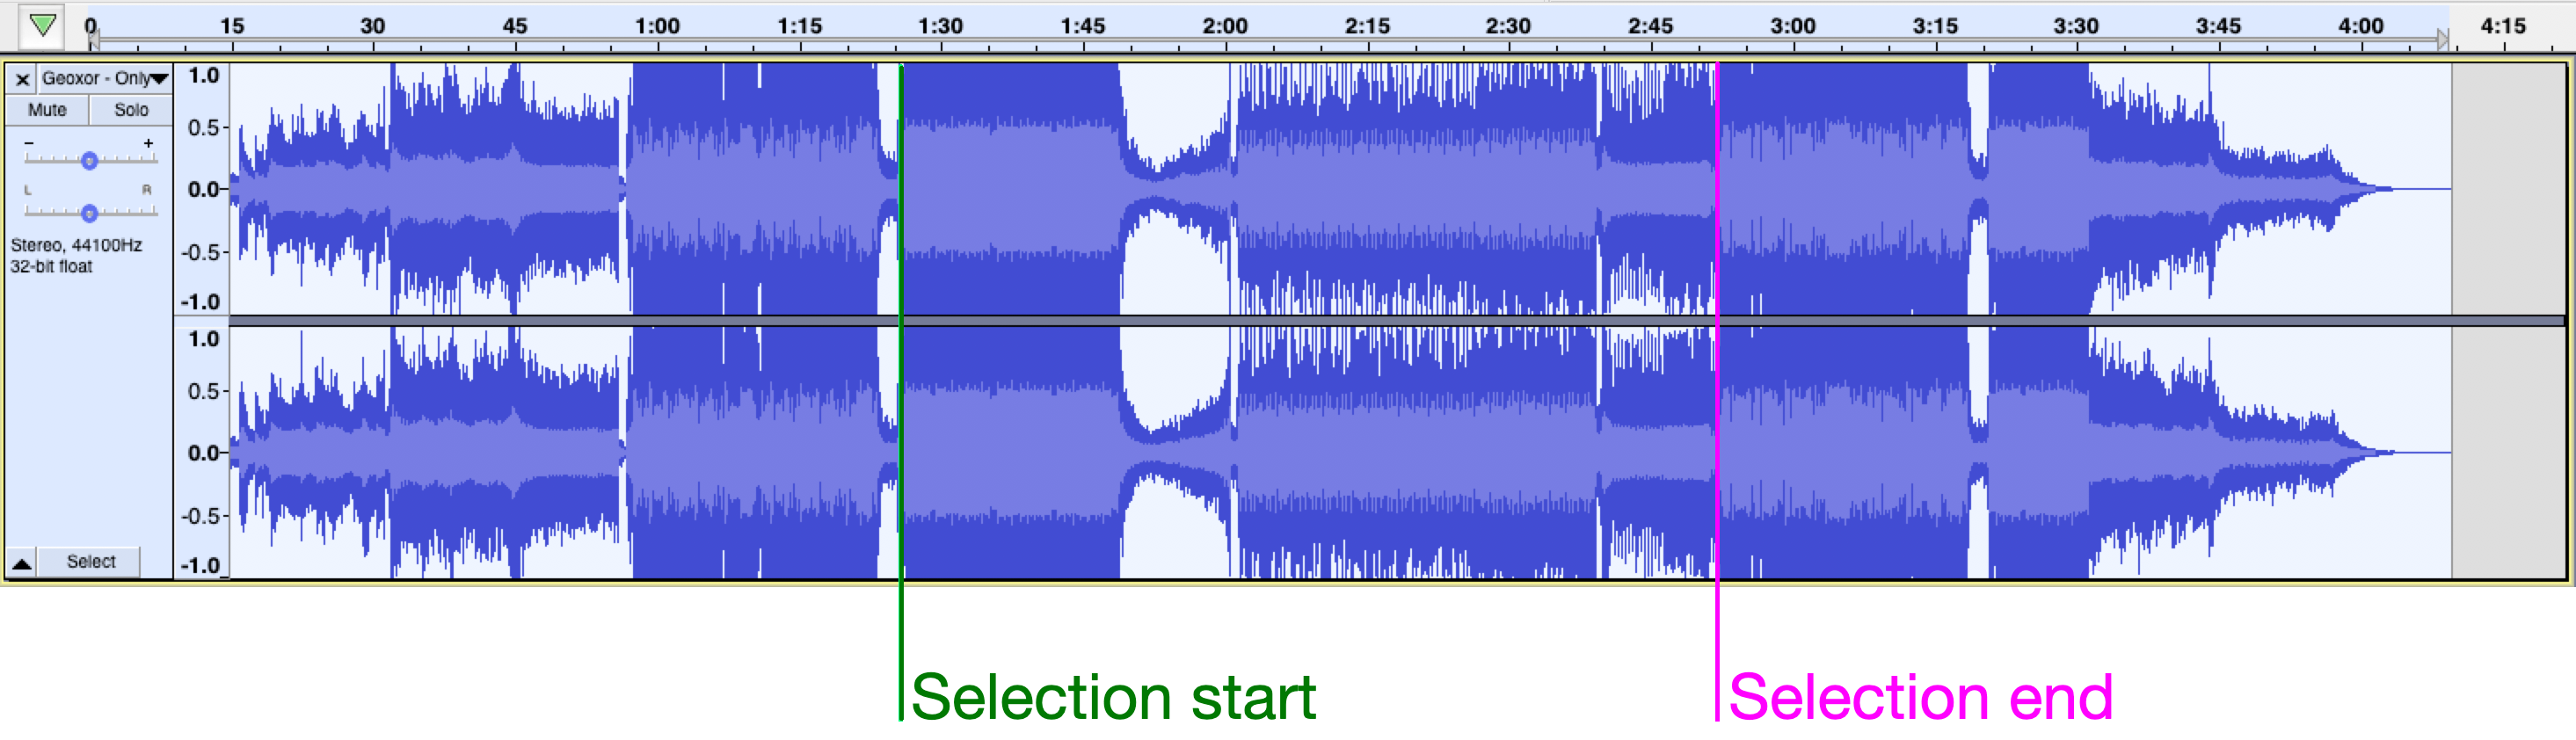 0 15 30 45 1:00 1:15 1:30 1:45 2:00 2:15 2:30 2:45 3:00 3:15 3:30 3:45 4:00 4:15
Geoxor - Only
Mute Solo
- +
L R
Stereo, 44100Hz
32-bit float
Select
1.0
0.5
0.0
-0.5
-1.0
1.0
0.5
0.0
-0.5
-1.0
Selection start
Selection end